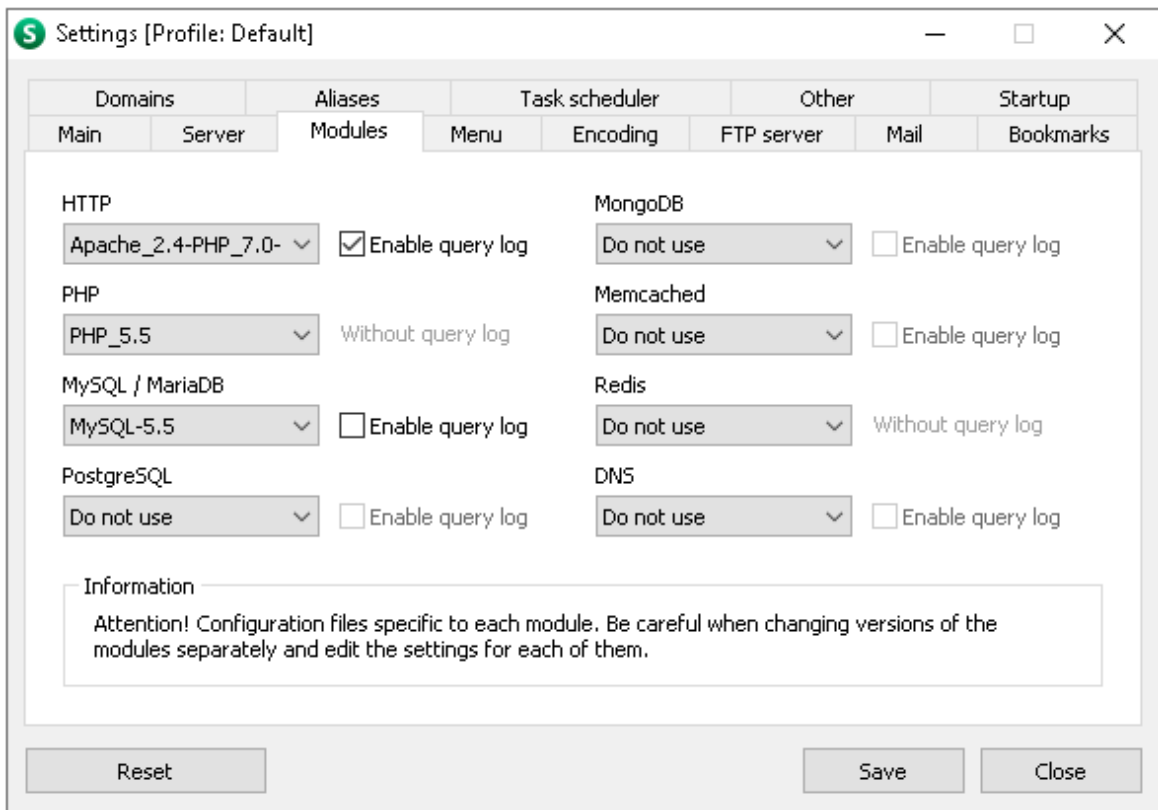 S Settings [Profile: Default]
Domains Aliases Task scheduler Other Startup
Main Server Modules Menu Encoding FTP server Mail Bookmarks
HTTP MongoDB
Apache_2.4-PHP_7.0- Enable query log Do not use Enable query log
PHP Memcached
PHP_5.5 Without query log Do not use Enable query log
MySQL / MariaDB Redis
MySQL-5.5 Enable query log Do not use Without query log
PostgreSQL DNS
Do not use Enable query log Do not use Enable query log
Information
Attention! Configuration files specific to each module. Be careful when changing versions of the
modules separately and edit the settings for each of them.
Reset Save Close